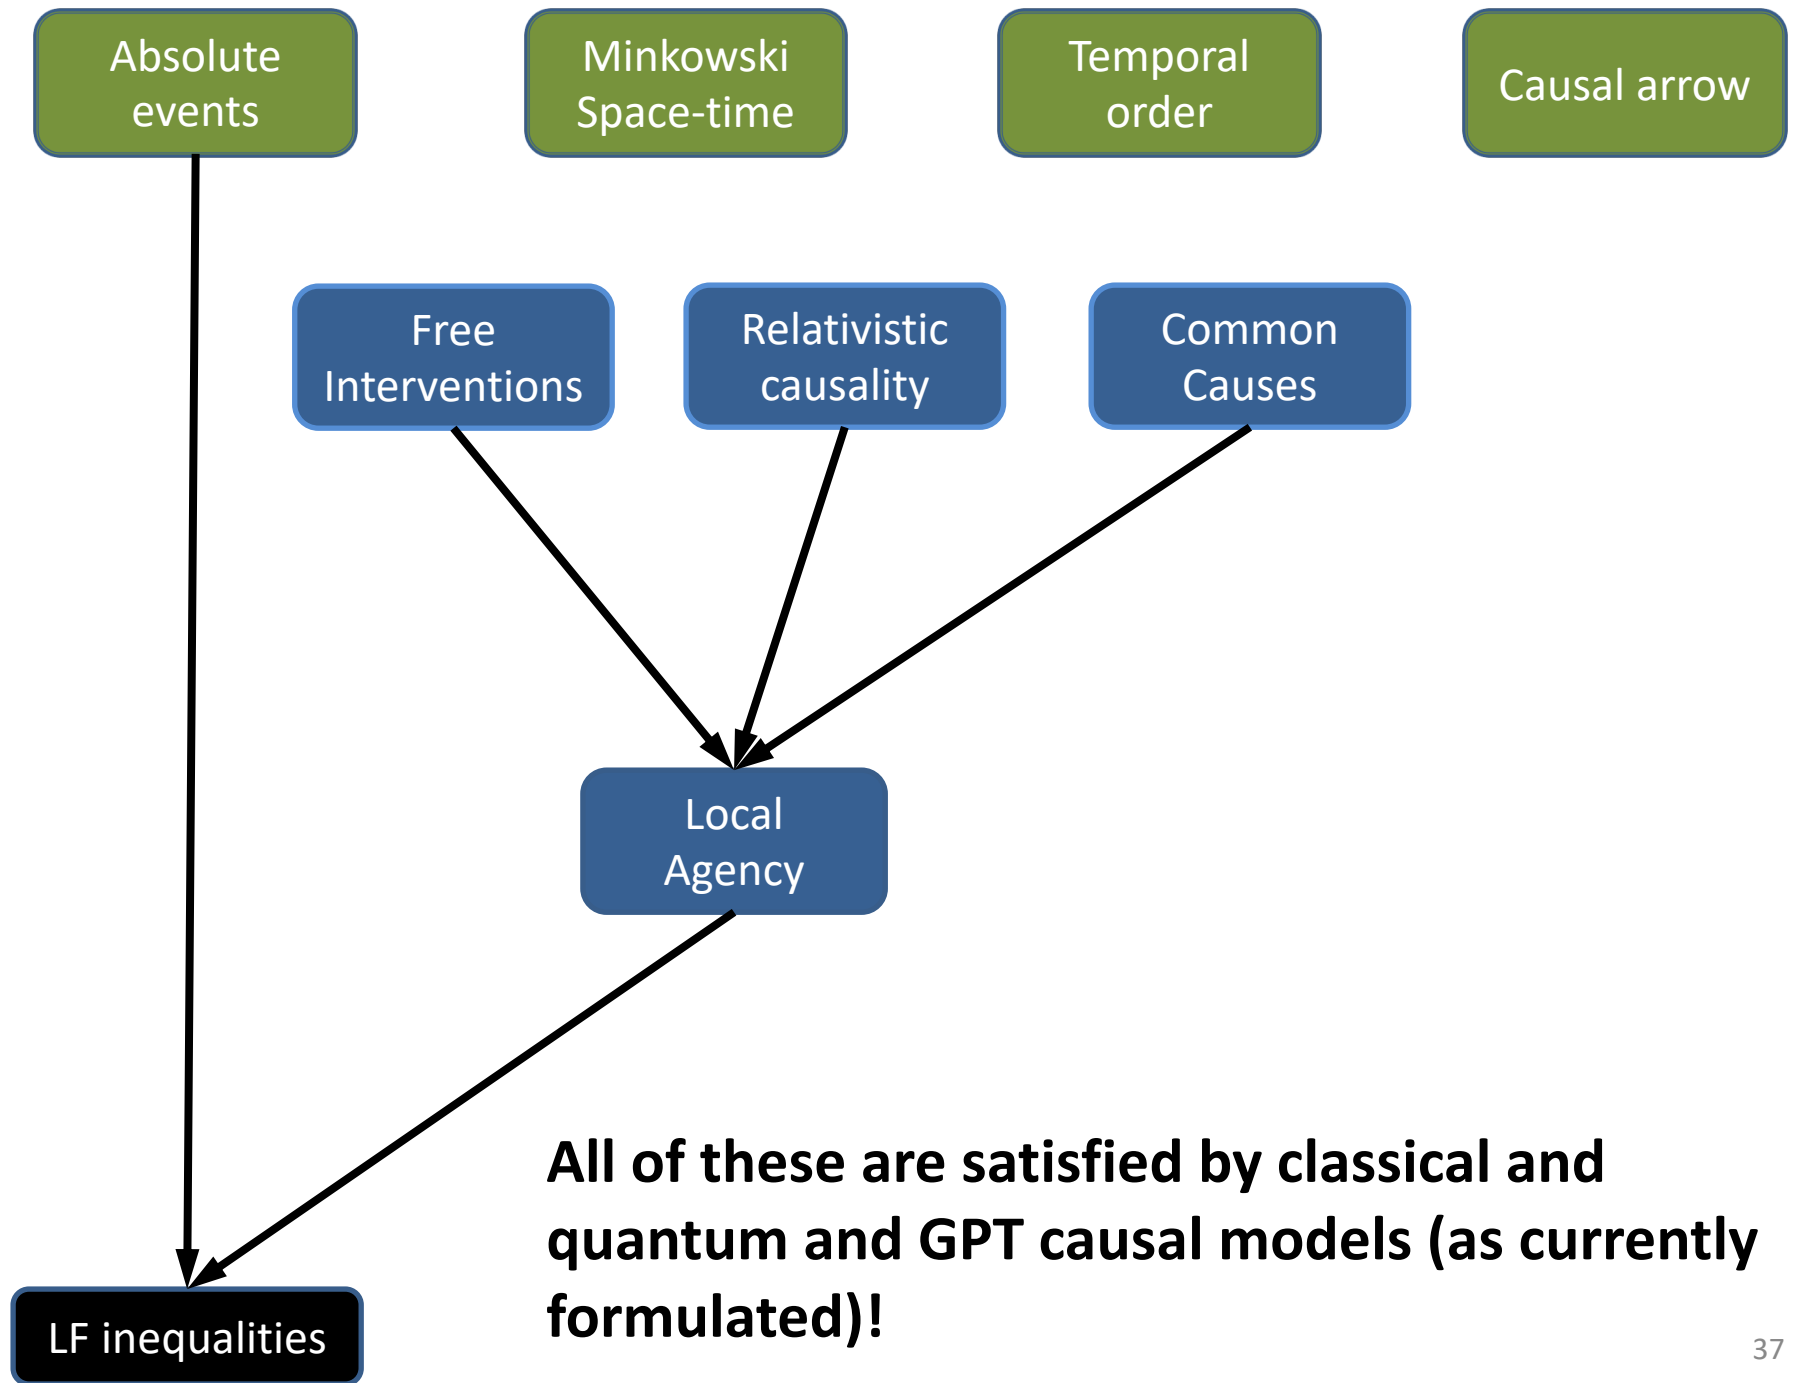 Absolute
events
Minkowski
Space-time
Temporal
order
Causal arrow
Free
Interventions
Relativistic
causality
Common
Causes
Local
Agency
All of these are satisfied by classical and
quantum and GPT causal models (as currently
formulated)!
LF inequalities
37